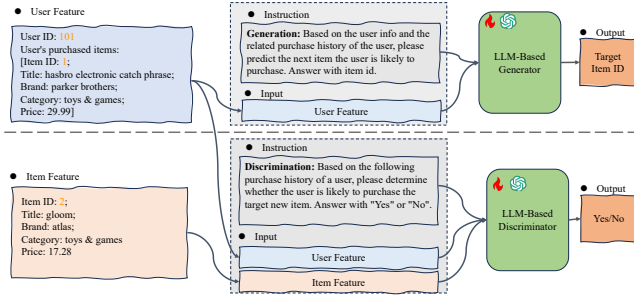 ● User Feature
User ID: 101
User's purchased items:
[Item ID: 1;
Title: hasbro electronic catch phrase;
Brand: parker brothers;
Category: toys & games;
Price: 29.99]
● Instruction
Generation: Based on the user info and the
related purchase history of the user, please
predict the next item the user is likely to
purchase. Answer with item id.
● Input
User Feature
LLM-Based
Generator
● Output
Target
Item ID
● Item Feature
Item ID: 2;
Title: gloom;
Brand: atlas;
Category: toys & games
Price: 17.28
● Instruction
Discrimination: Based on the following
purchase history of a user, please determine
whether the user is likely to purchase the
target new item. Answer with "Yes" or "No".
● Input
User Feature
Item Feature
LLM-Based
Discriminator
● Output
Yes/No